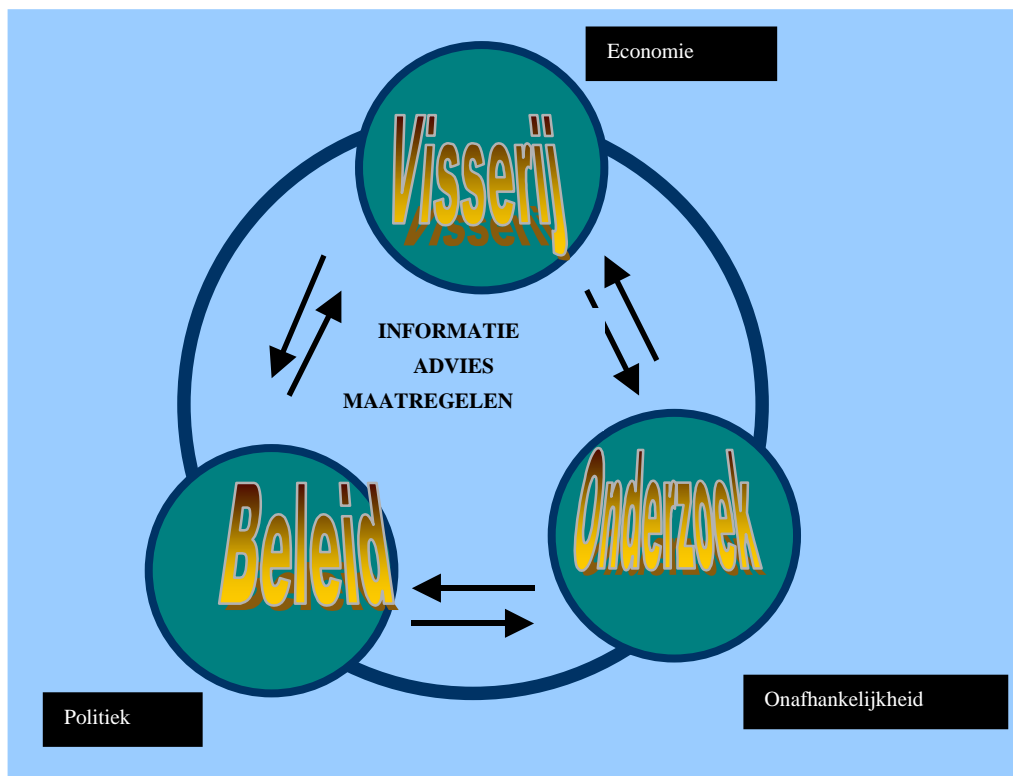 Economie
Visserij
INFORMATIE
ADVIES
MAATREGELEN
Beleid
Onderzoek
Politiek
Onafhankelijkheid